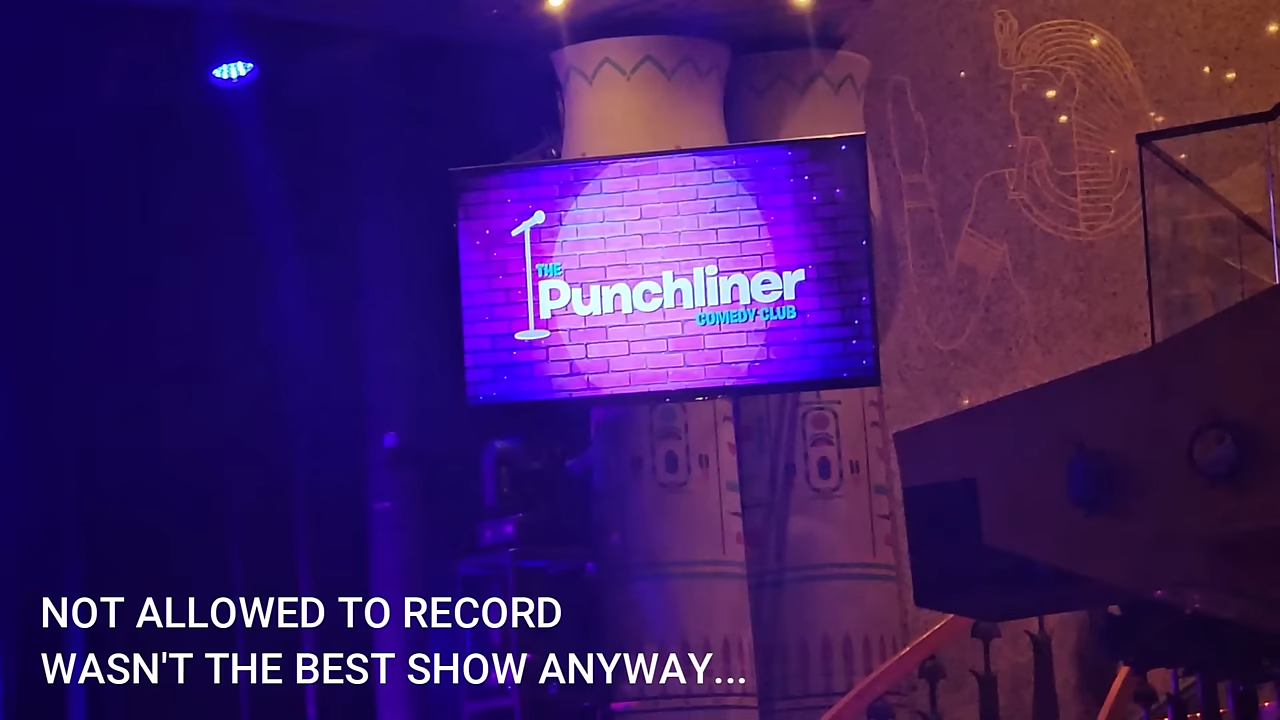 THE
Punchliner
COMEDY CLUB
NOT ALLOWED TO RECORD
WASN'T THE BEST SHOW ANYWAY...